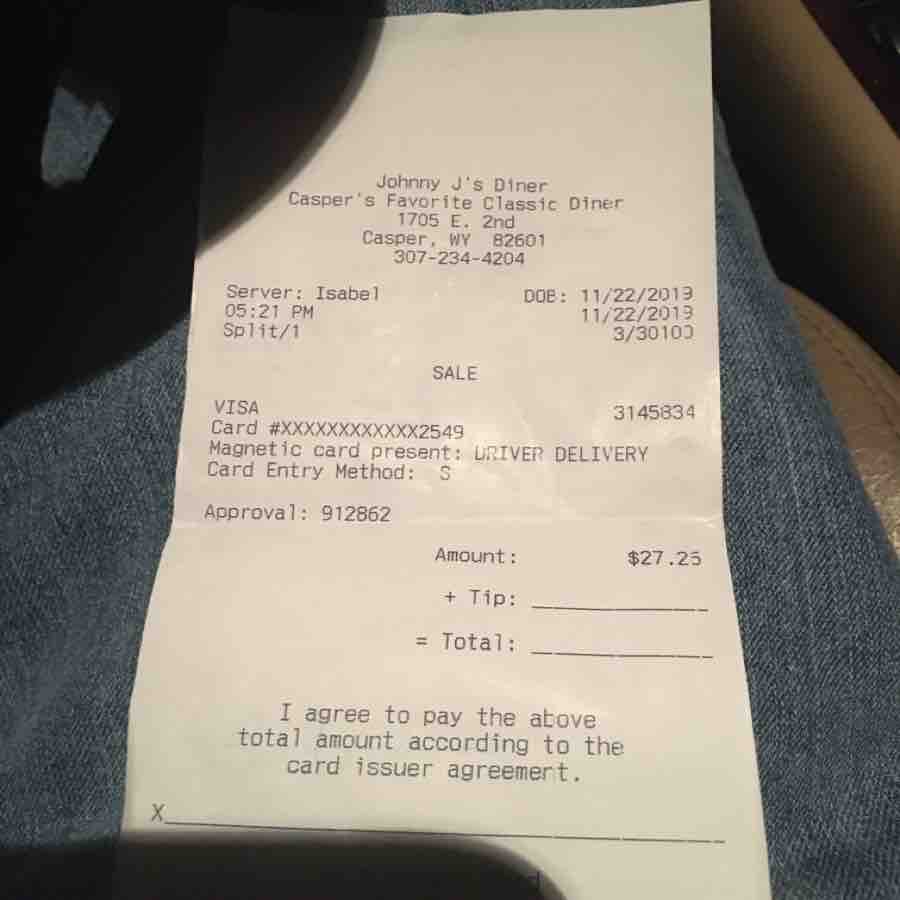 Johnny J's Diner
Casper's Favorite Classic Diner
1705 E. 2nd
Casper, WY 82601
307-234-4204
Server: Isabel DOB: 11/22/2019
05:21 PM 11/22/2019
Split/1 3/30100
SALE
VISA 3145834
Card #XXXXXXXXXXXX2549
Magnetic card present: DRIVER DELIVERY
Card Entry Method: S
Approval: 912862
Amount: $27.25
+ Tip:
= Total:
I agree to pay the above
total amount according to the
card issuer agreement.
X